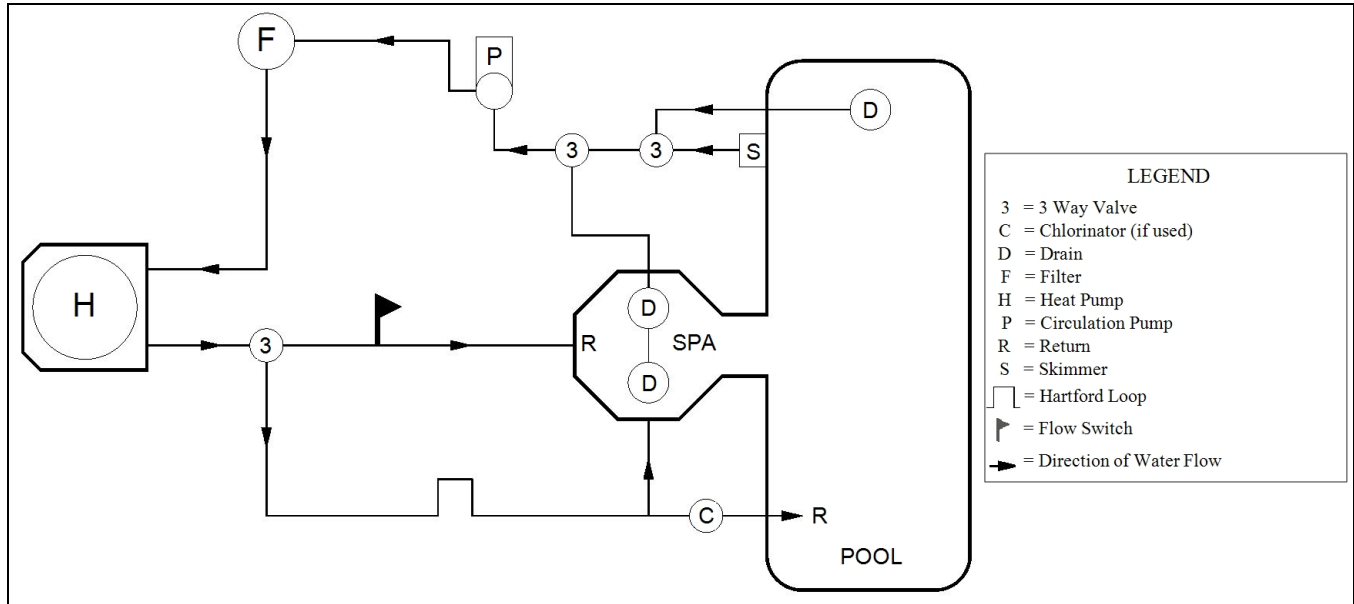 F
P
D
3
3
S
H
3
R
D
SPA
D
C
R
POOL
LEGEND
3 = 3 Way Valve
C = Chlorinator (if used)
D = Drain
F = Filter
H = Heat Pump
P = Circulation Pump
R = Return
S = Skimmer
= Hartford Loop
= Flow Switch
= Direction of Water Flow